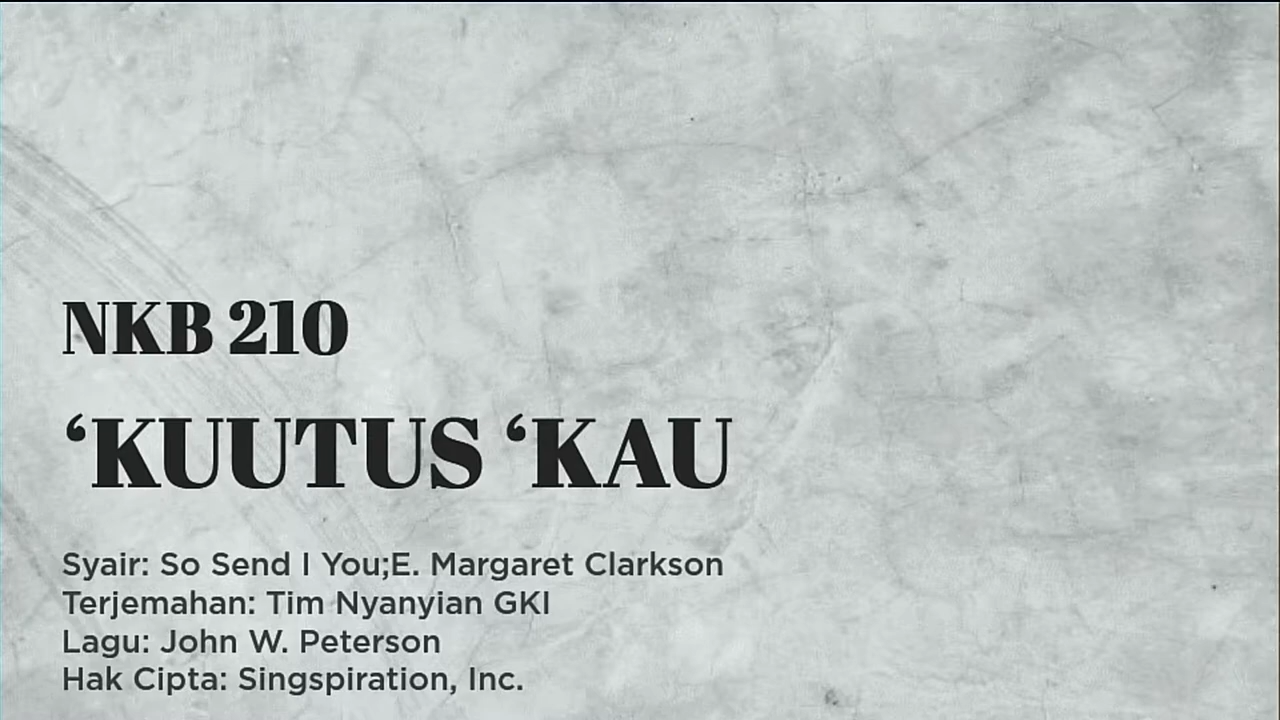 NKB 210
‘KUUTUS ‘KAU
Syair: So Send I You;E. Margaret Clarkson
Terjemahan: Tim Nyanyian GKI
Lagu: John W. Peterson
Hak Cipta: Singspiration, Inc.